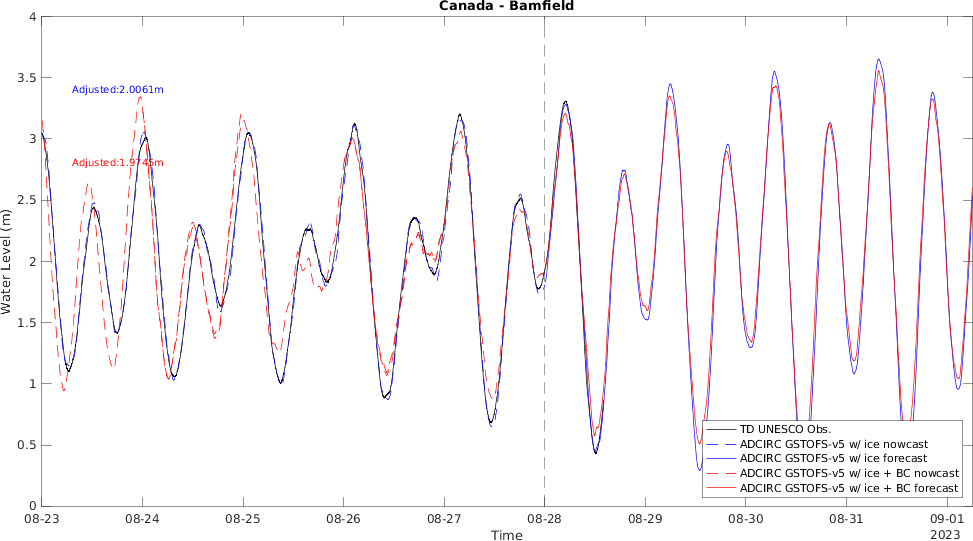 Canada - Bamfield
4
3.5
3
2.5
2
1.5
1
0.5
0
Water Level (m)
Adjusted:2.0061m
Adjusted:1.9745m
TD UNESCO Obs.
ADCIRC GSTOFS-v5 w/ ice nowcast
ADCIRC GSTOFS-v5 w/ ice forecast
ADCIRC GSTOFS-v5 w/ ice + BC nowcast
ADCIRC GSTOFS-v5 w/ ice + BC forecast
08-23 08-24 08-25 08-26 08-27 08-28 08-29 08-30 08-31 09-01
2023
Time